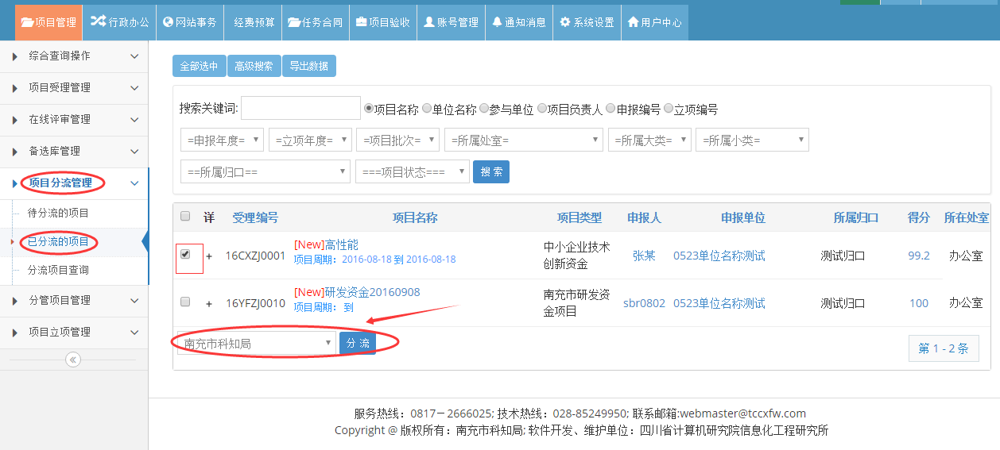 项目管理 行政办公 网站事务 经费预算 任务合同 项目验收 账号管理 通知消息 系统设置 用户中心
综合查询操作
项目受理管理
在线评审管理
备选库管理
项目分流管理
待分流的项目
已分流的项目
分流项目查询
分管项目管理
项目立项管理
全部选中 高级搜索 导出数据
搜索关键词: 项目名称 单位名称 参与单位 项目负责人 申报编号 立项编号
=申报年度= =立项年度= =项目批次= =所属处室= =所属大类= =所属小类=
==所属归口== ===项目状态=== 搜 索
详 受理编号 项目名称 项目类型 申报人 申报单位 所属归口 得分 所在处室
+ 16CXZJ0001 [New]高性能 中小企业技术 张某 0523单位名称测试 测试归口 99.2 办公室
项目周期：2016-08-18 到 2016-08-18 创新资金
+ 16YFZJ0010 [New]研发资金20160908 南充市研发资 sbr0802 0523单位名称测试 测试归口 100 办公室
项目周期：到 金项目
南充市科知局 分 流
第 1 - 2 条
服务热线：0817－2666025; 技术热线：028-85249950; 联系邮箱:webmaster@tccxfw.com
Copyright @ 版权所有：南充市科知局; 软件开发、维护单位：四川省计算机研究院信息化工程研究所